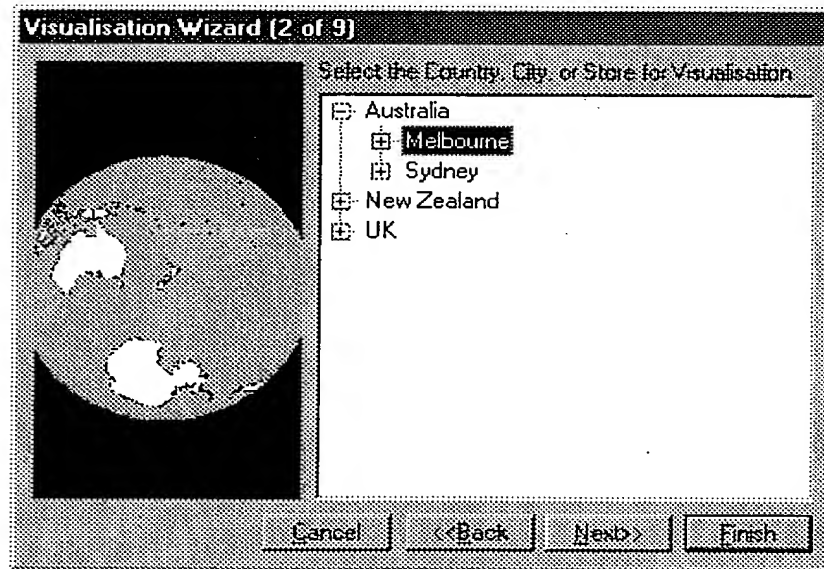 Visualisation Wizard (2 of 9)
Select the Country, City, or Store for Visualisation
Australia
Melbourne
Sydney
New Zealand
UK
Cancel
<<Back
Next>>
Finish